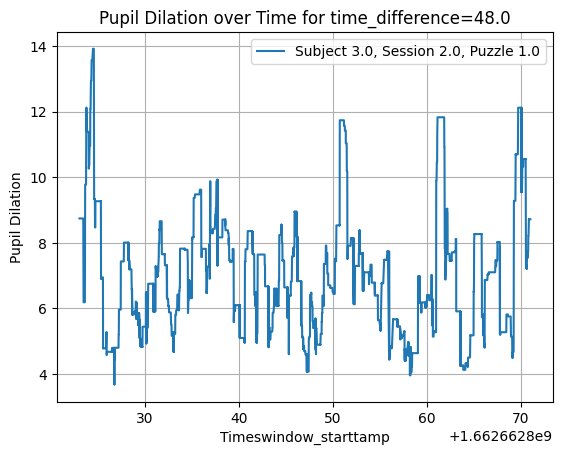 Pupil Dilation over Time for time_difference=48.0
Subject 3.0, Session 2.0, Puzzle 1.0
Pupil Dilation
14
12
10
8
6
4
30
40
50
60
70
Timeswindow_starttamp
+1.6626628e9